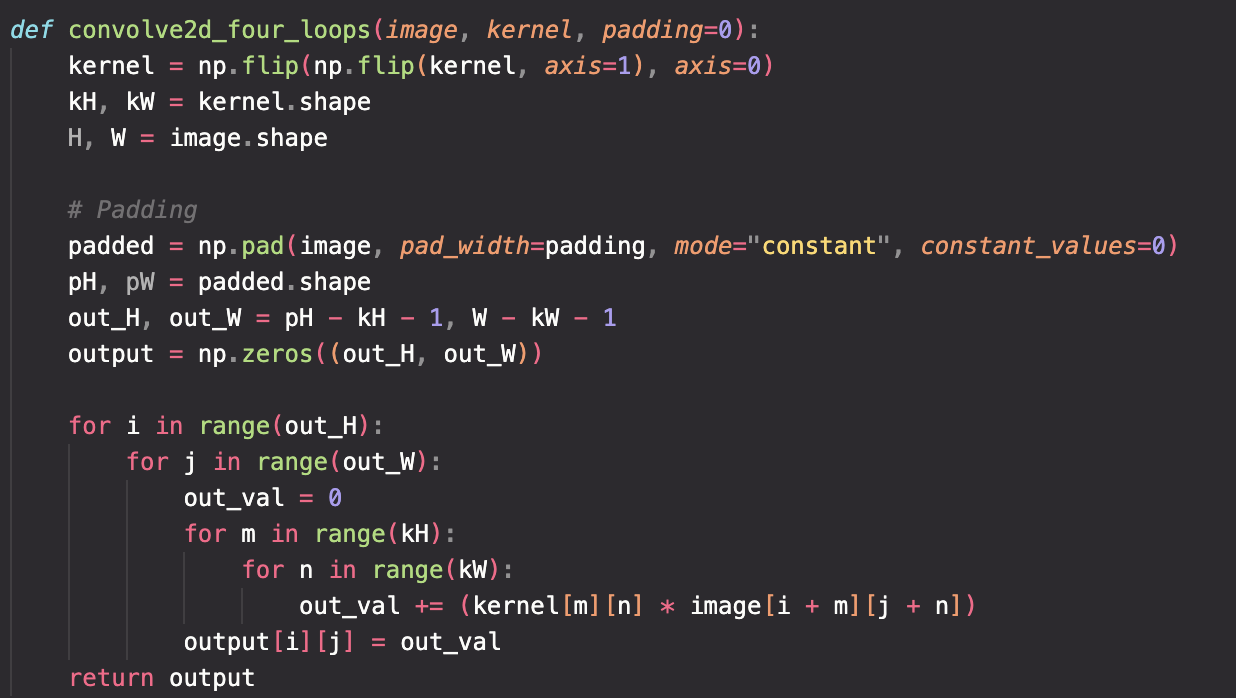 def convolve2d_four_loops(image, kernel, padding=0):
    kernel = np.flip(np.flip(kernel, axis=1), axis=0)
    kH, kW = kernel.shape
    H, W = image.shape

    # Padding
    padded = np.pad(image, pad_width=padding, mode="constant", constant_values=0)
    pH, pW = padded.shape
    out_H, out_W = pH - kH - 1, W - kW - 1
    output = np.zeros((out_H, out_W))

    for i in range(out_H):
        for j in range(out_W):
            out_val = 0
            for m in range(kH):
                for n in range(kW):
                    out_val += (kernel[m][n] * image[i + m][j + n])
            output[i][j] = out_val
    return output